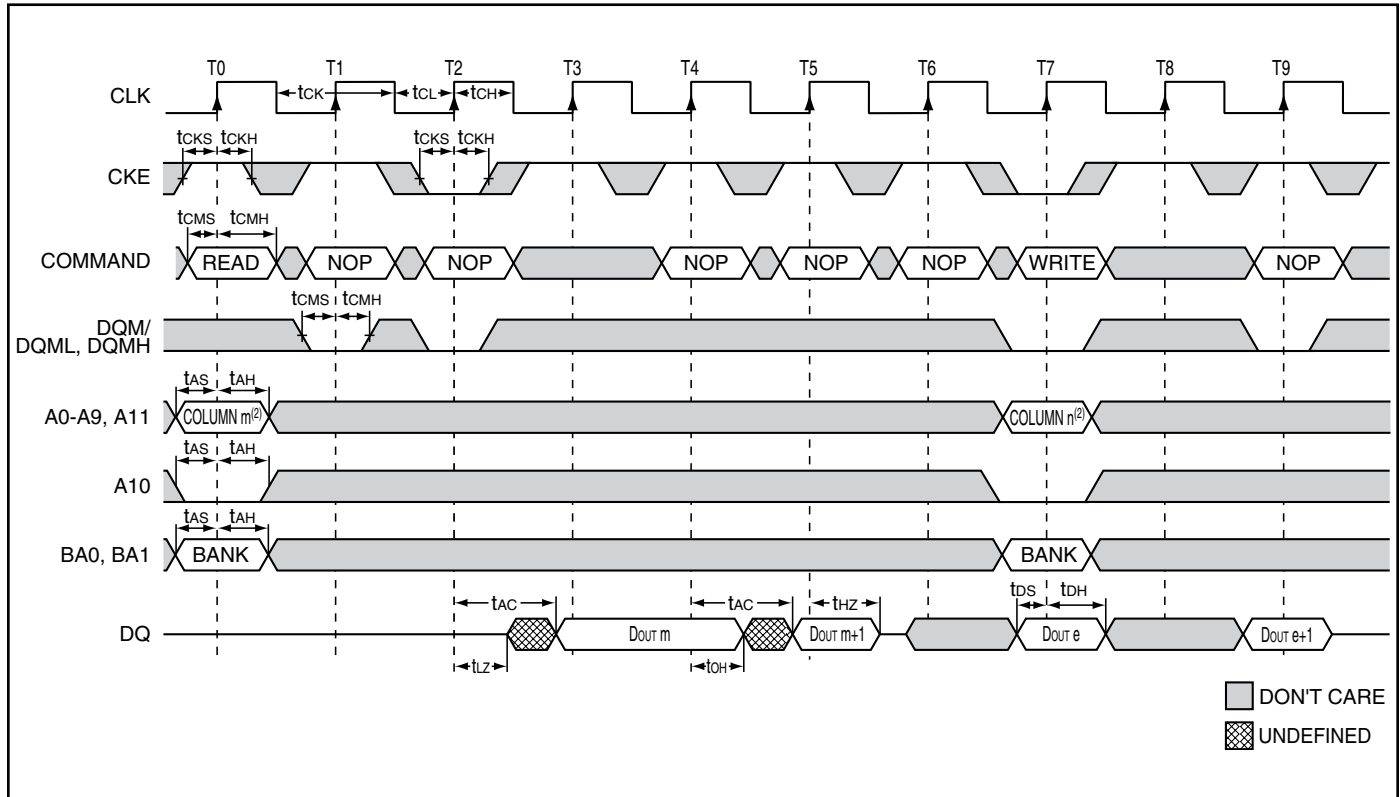 T0 T1 T2 T3 T4 T5 T6 T7 T8 T9
CLK
tCK tCL tCH
tCKS tCKH tCKS tCKH
CKE
tCMS tCMH
COMMAND READ NOP NOP NOP NOP NOP WRITE NOP
tCMS tCMH
DQM/
DQML, DQMH
tAS tAH
A0-A9, A11 COLUMN m(2) COLUMN n(2)
tAS tAH
A10
tAS tAH
BA0, BA1 BANK BANK
tAC tAC tHZ tDS tDH
DQ DOUT m DOUT m+1 DOUT e DOUT e+1
tLZ tOH
DON'T CARE
UNDEFINED